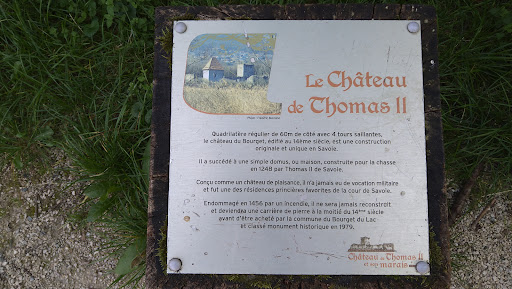 Le Château
de Thomas II
Quadrilatère régulier de 60m de côté avec 4 tours saillantes,
le château du Bourget, édifié au 14ème siècle, est une construction
originale et unique en Savoie.
Il a succédé à une simple domus, ou maison, construite pour la chasse
en 1248 par Thomas II de Savoie.
Conçu comme un château de plaisance, il n'a jamais eu de vocation militaire
et fut une des résidences princières favorites de la cour de Savoie.
Endommagé en 1456 par un incendie, il ne sera jamais reconstruit
et deviendra une carrière de pierre à la moitié du 14ème siècle
avant d'être acheté par la commune du Bourget du Lac
et classé monument historique en 1979.
Château de Thomas II
et ses marais